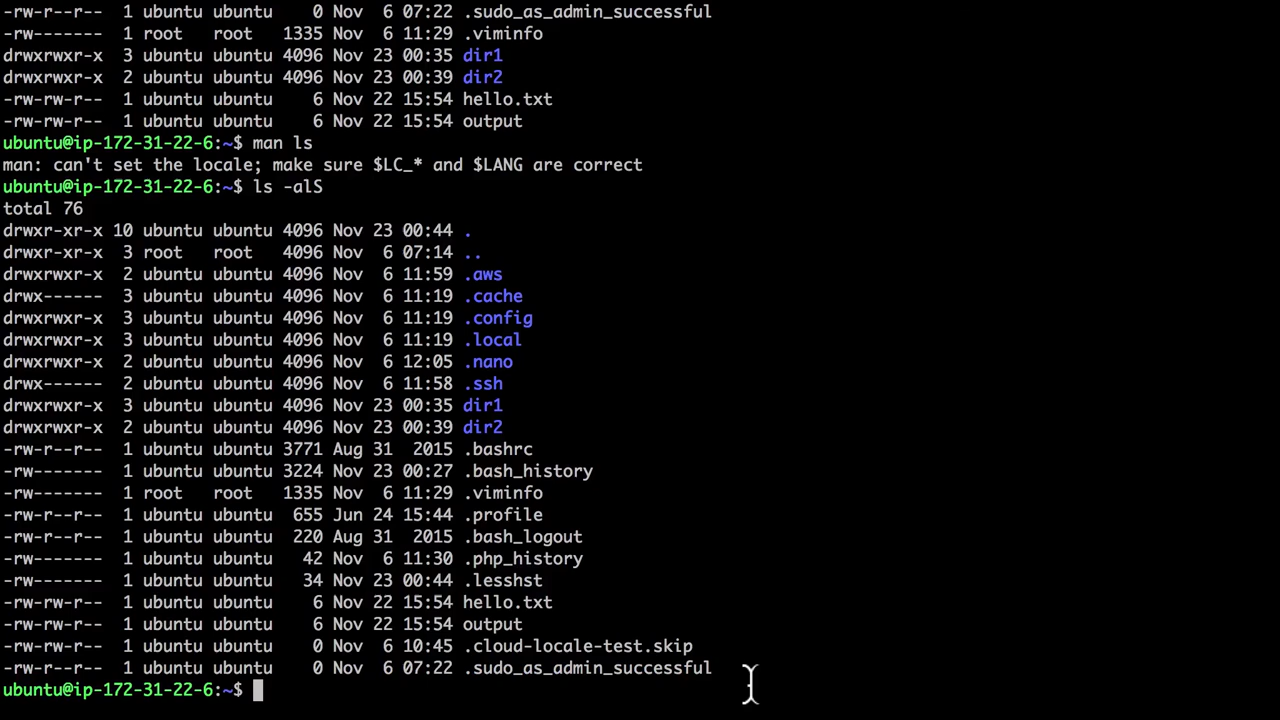 -rw-r--r--  1 ubuntu ubuntu    0 Nov  6 07:22 .sudo_as_admin_successful
-rw-------  1 root   root   1335 Nov  6 11:29 .viminfo
drwxrwxr-x  3 ubuntu ubuntu 4096 Nov 23 00:35 dir1
drwxrwxr-x  2 ubuntu ubuntu 4096 Nov 23 00:39 dir2
-rw-rw-r--  1 ubuntu ubuntu    6 Nov 22 15:54 hello.txt
-rw-rw-r--  1 ubuntu ubuntu    6 Nov 22 15:54 output
ubuntu@ip-172-31-22-6:~$ man ls
man: can't set the locale; make sure $LC_* and $LANG are correct
ubuntu@ip-172-31-22-6:~$ ls -alS
total 76
drwxr-xr-x 10 ubuntu ubuntu 4096 Nov 23 00:44 .
drwxr-xr-x  3 root   root   4096 Nov  6 07:14 ..
drwxrwxr-x  2 ubuntu ubuntu 4096 Nov  6 11:59 .aws
drwx------  3 ubuntu ubuntu 4096 Nov  6 11:19 .cache
drwxrwxr-x  3 ubuntu ubuntu 4096 Nov  6 11:19 .config
drwxrwxr-x  3 ubuntu ubuntu 4096 Nov  6 11:19 .local
drwxrwxr-x  2 ubuntu ubuntu 4096 Nov  6 12:05 .nano
drwx------  2 ubuntu ubuntu 4096 Nov  6 11:58 .ssh
drwxrwxr-x  3 ubuntu ubuntu 4096 Nov 23 00:35 dir1
drwxrwxr-x  2 ubuntu ubuntu 4096 Nov 23 00:39 dir2
-rw-r--r--  1 ubuntu ubuntu 3771 Aug 31  2015 .bashrc
-rw-------  1 ubuntu ubuntu 3224 Nov 23 00:27 .bash_history
-rw-------  1 root   root   1335 Nov  6 11:29 .viminfo
-rw-r--r--  1 ubuntu ubuntu  655 Jun 24 15:44 .profile
-rw-r--r--  1 ubuntu ubuntu  220 Aug 31  2015 .bash_logout
-rw-------  1 ubuntu ubuntu   42 Nov  6 11:30 .php_history
-rw-------  1 ubuntu ubuntu   34 Nov 23 00:44 .lesshst
-rw-rw-r--  1 ubuntu ubuntu    6 Nov 22 15:54 hello.txt
-rw-rw-r--  1 ubuntu ubuntu    6 Nov 22 15:54 output
-rw-rw-r--  1 ubuntu ubuntu    0 Nov  6 10:45 .cloud-locale-test.skip
-rw-r--r--  1 ubuntu ubuntu    0 Nov  6 07:22 .sudo_as_admin_successful
ubuntu@ip-172-31-22-6:~$